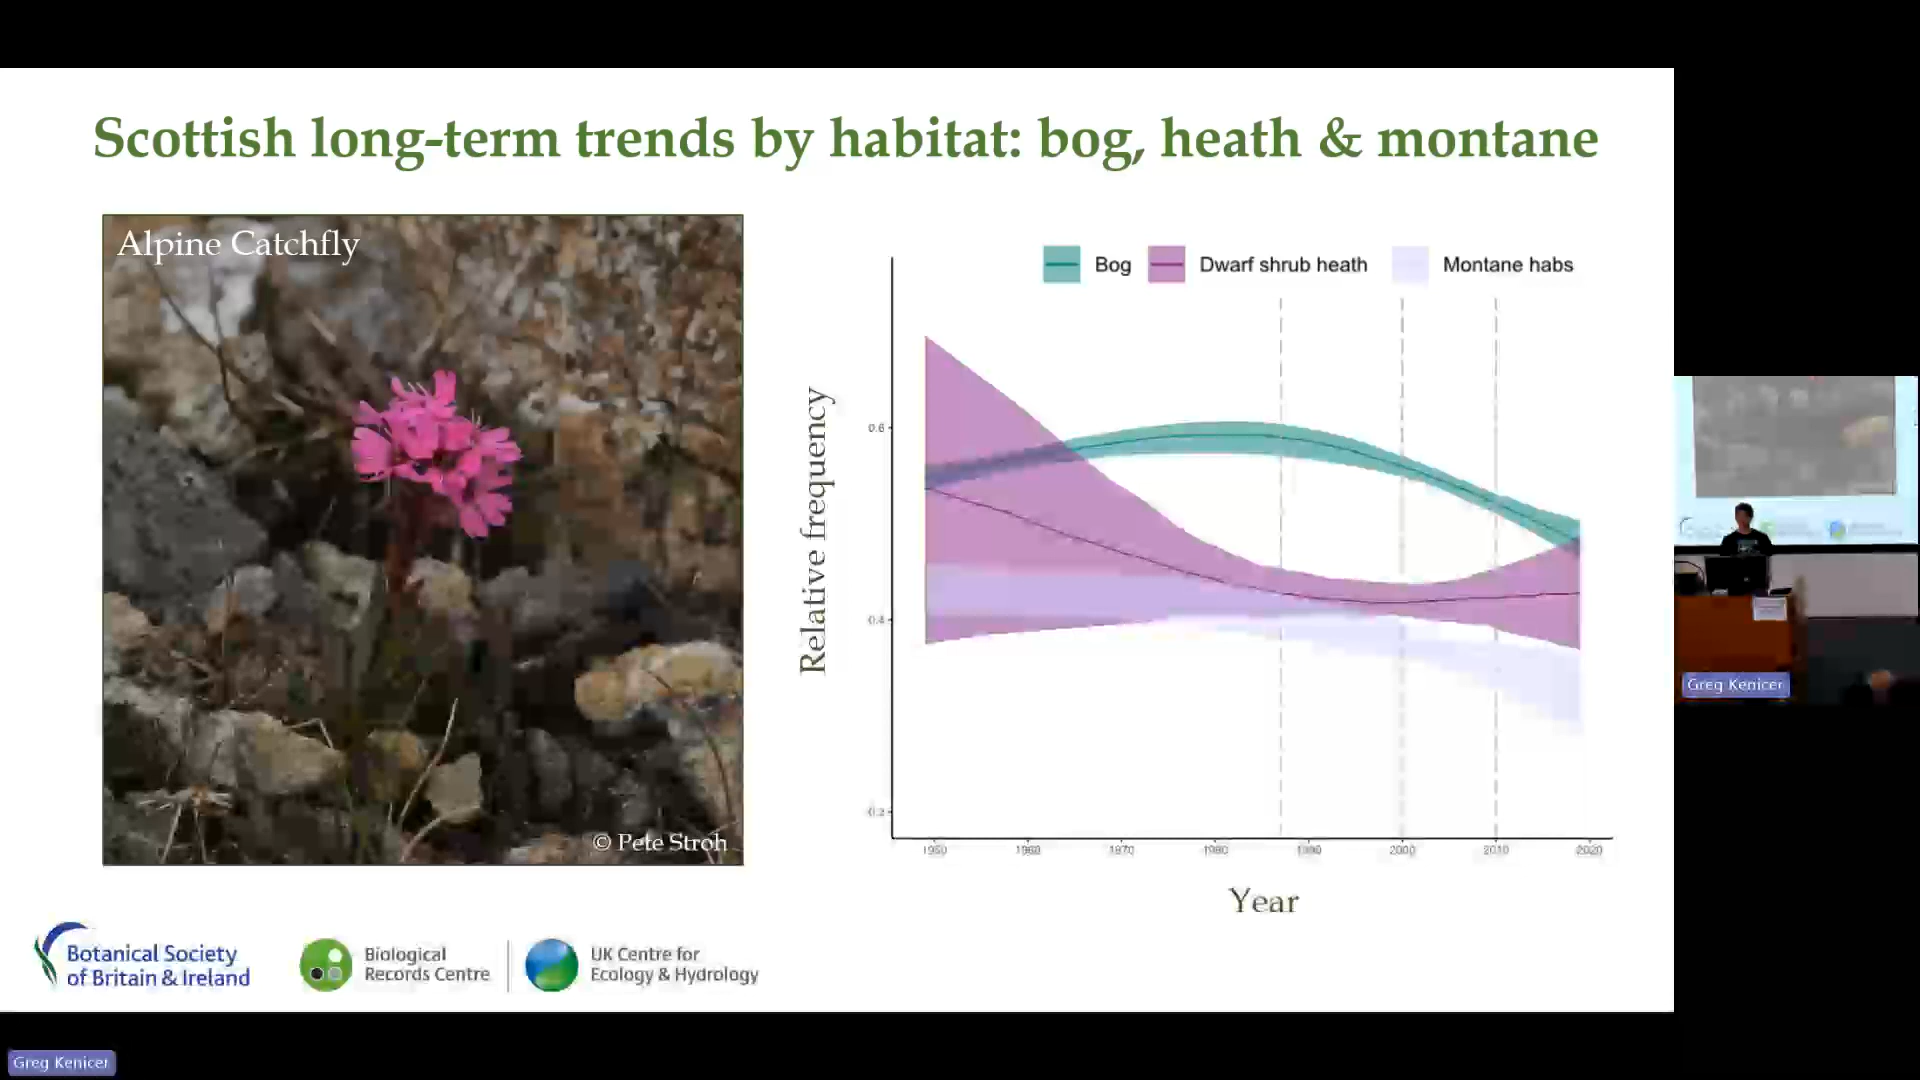 Scottish long-term trends by habitat: bog, heath & montane
Alpine Catchfly
© Pete Stroh
Bog
Dwarf shrub heath
Montane habs
Relative frequency
0.6
0.4
0.2
1950 1960 1970 1980 1990 2000 2010 2020
Year
Botanical Society
of Britain & Ireland
Biological
Records Centre
UK Centre for
Ecology & Hydrology
Greg Kenicer
Greg Kenicer